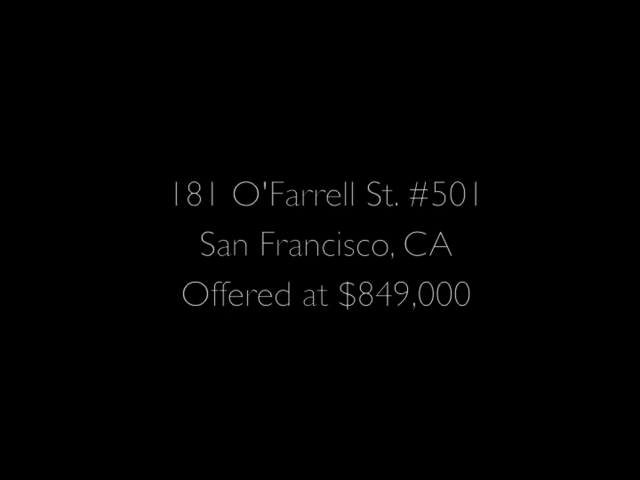 181 O'Farrell St. #501
San Francisco, CA
Offered at $849,000